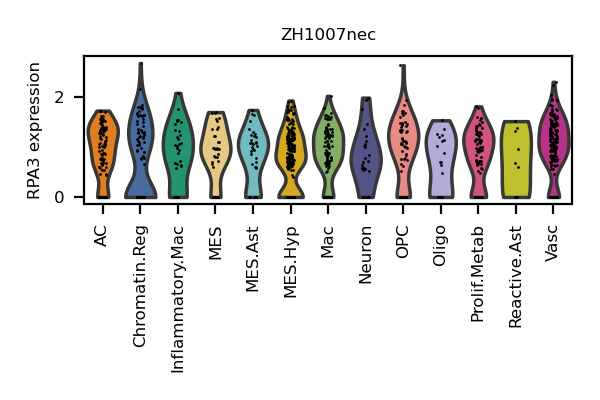 ZH1007nec
RPA3 expression
2
0
AC
Chromatin.Reg
Inflammatory.Mac
MES
MES.Ast
MES.Hyp
Mac
Neuron
OPC
Oligo
Prolif.Metab
Reactive.Ast
Vasc